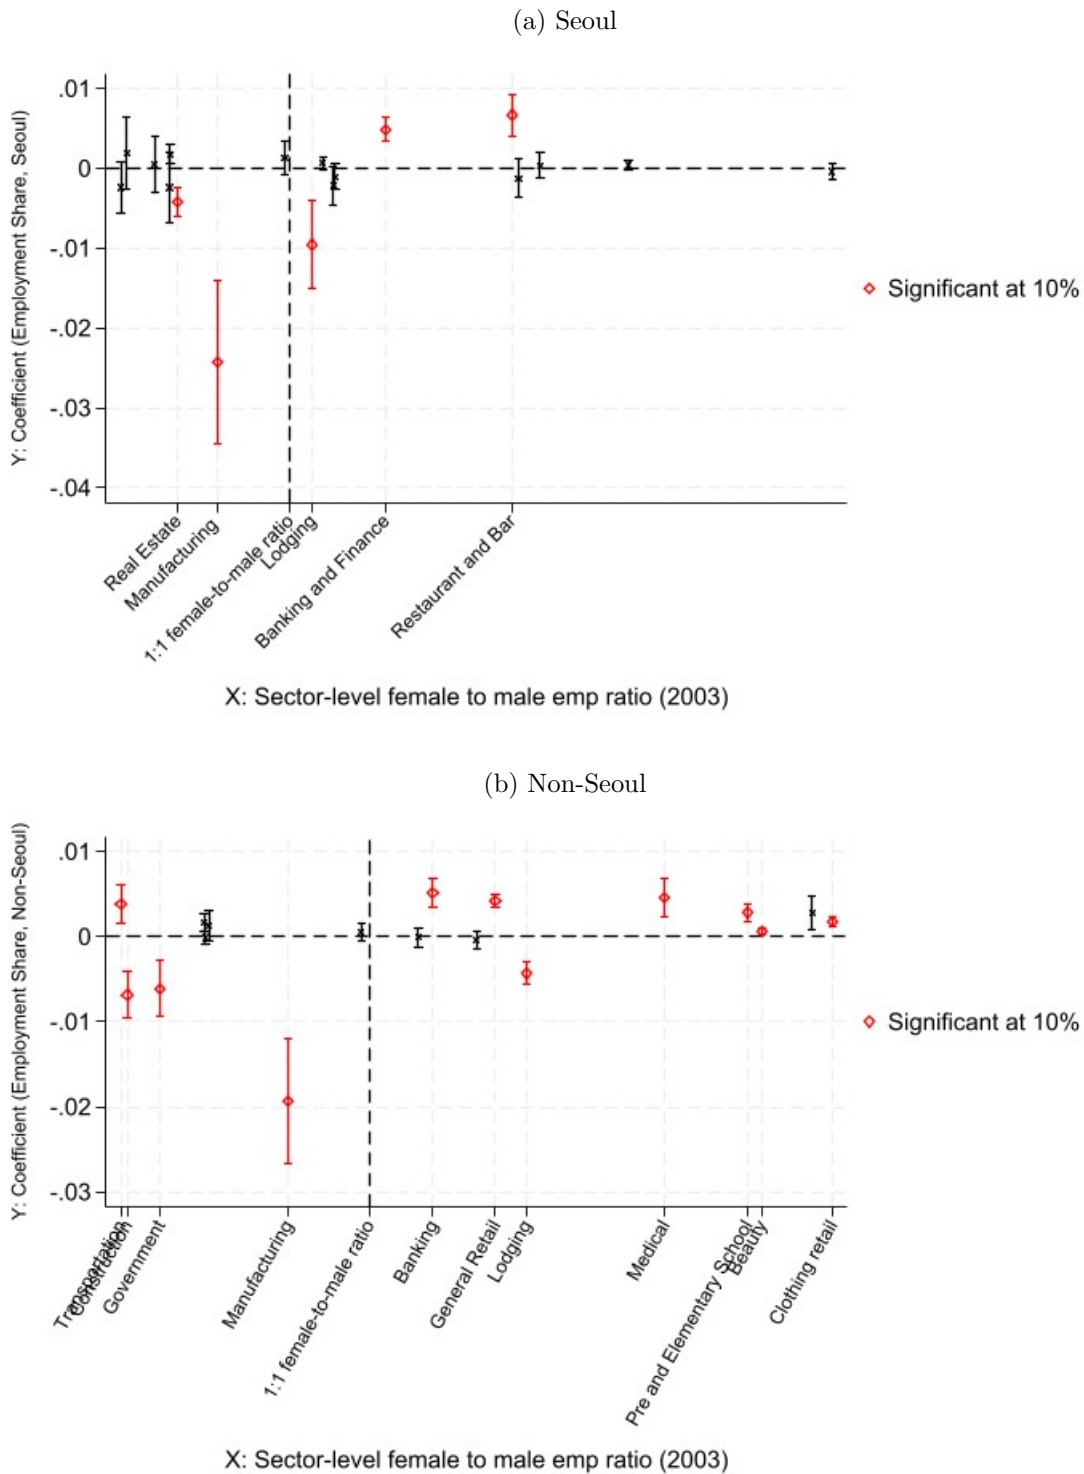 (a) Seoul
Y: Coefficient (Employment Share, Seoul)
.01
0
-.01
-.02
-.03
-.04
Significant at 10%
Real Estate
Manufacturing
1:1 female-to-male ratio
Lodging
Banking and Finance
Restaurant and Bar
X: Sector-level female to male emp ratio (2003)
(b) Non-Seoul
Y: Coefficient (Employment Share, Non-Seoul)
.01
0
-.01
-.02
-.03
Significant at 10%
Transportation
Construction
Government
Manufacturing
1:1 female-to-male ratio
Banking
General Retail
Lodging
Medical
Pre and Elementary School
Beauty
Clothing retail
X: Sector-level female to male emp ratio (2003)